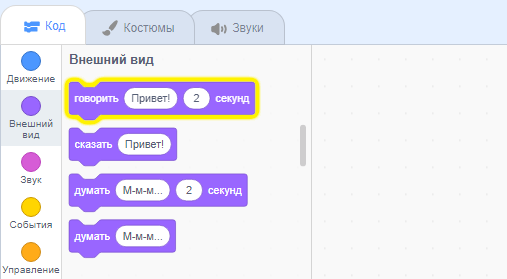 Код Костюмы Звуки
Внешний вид
Движение
Внешний
вид
Звук
События
Управление
говорить Привет! 2 секунд
сказать Привет!
думать М-м-м... 2 секунд
думать М-м-м...